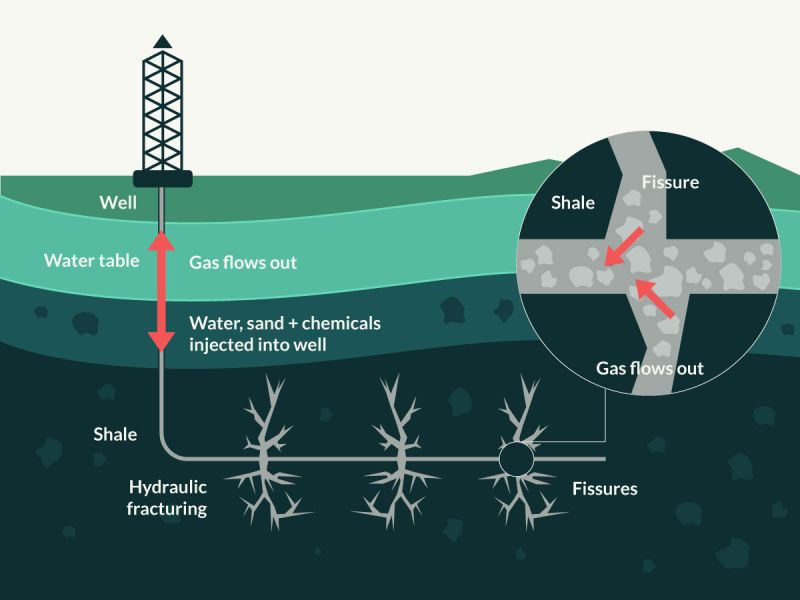 Well
Water table
Gas flows out
Water, sand + chemicals
injected into well
Shale
Hydraulic
fracturing
Fissures
Fissure
Shale
Gas flows out